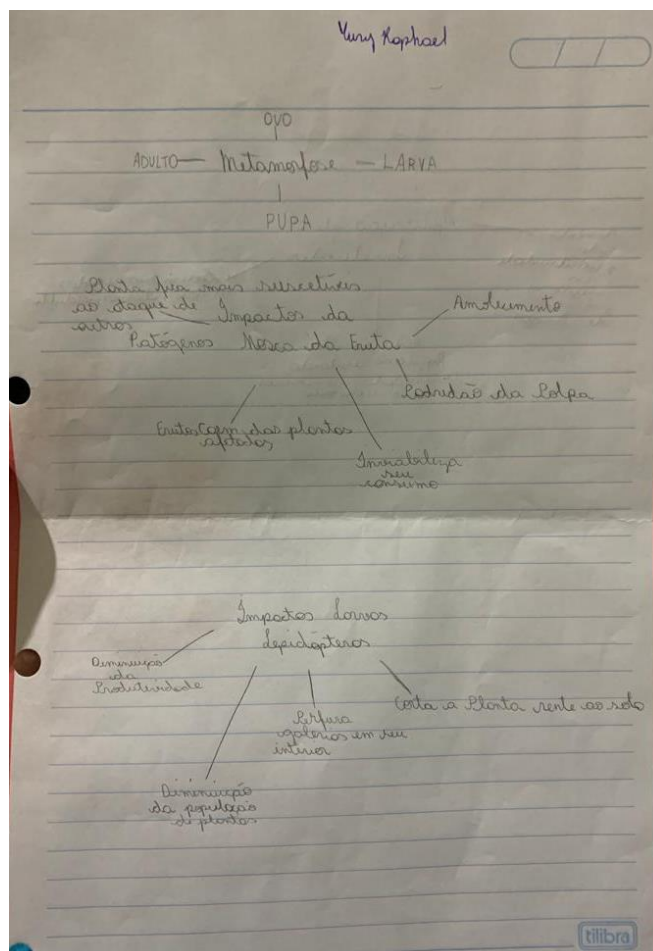 Yury Raphael
OVO
ADULTO — Metamorfose — LARVA
PUPA
Planta fica mais suscetíveis
ao ataque de
outros
Patógenos
Impactos da
Mosca da Fruta
Amolecimento
Podridão da Polpa
Frutos Caem das plantas
afetadas
Inviabiliza
seu
consumo
Impactos Larvas
Lepidópteros
Diminuição
da
Produtividade
Corta a Planta rente ao solo
Perfura
galerias em seu
interior
Diminuição
da população
de plantas
tilibra